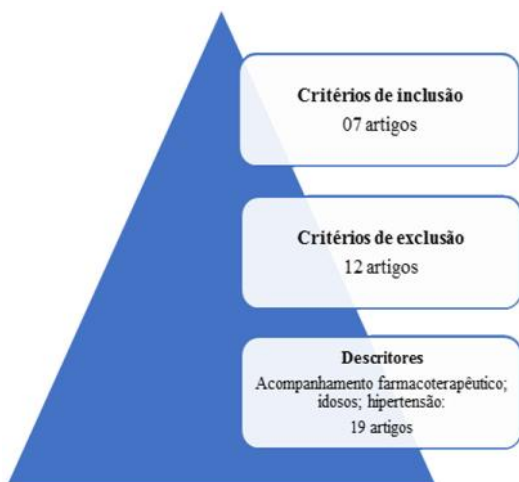 Critérios de inclusão
07 artigos
Critérios de exclusão
12 artigos
Descritores
Acompanhamento farmacoterapêutico;
idosos; hipertensão:
19 artigos